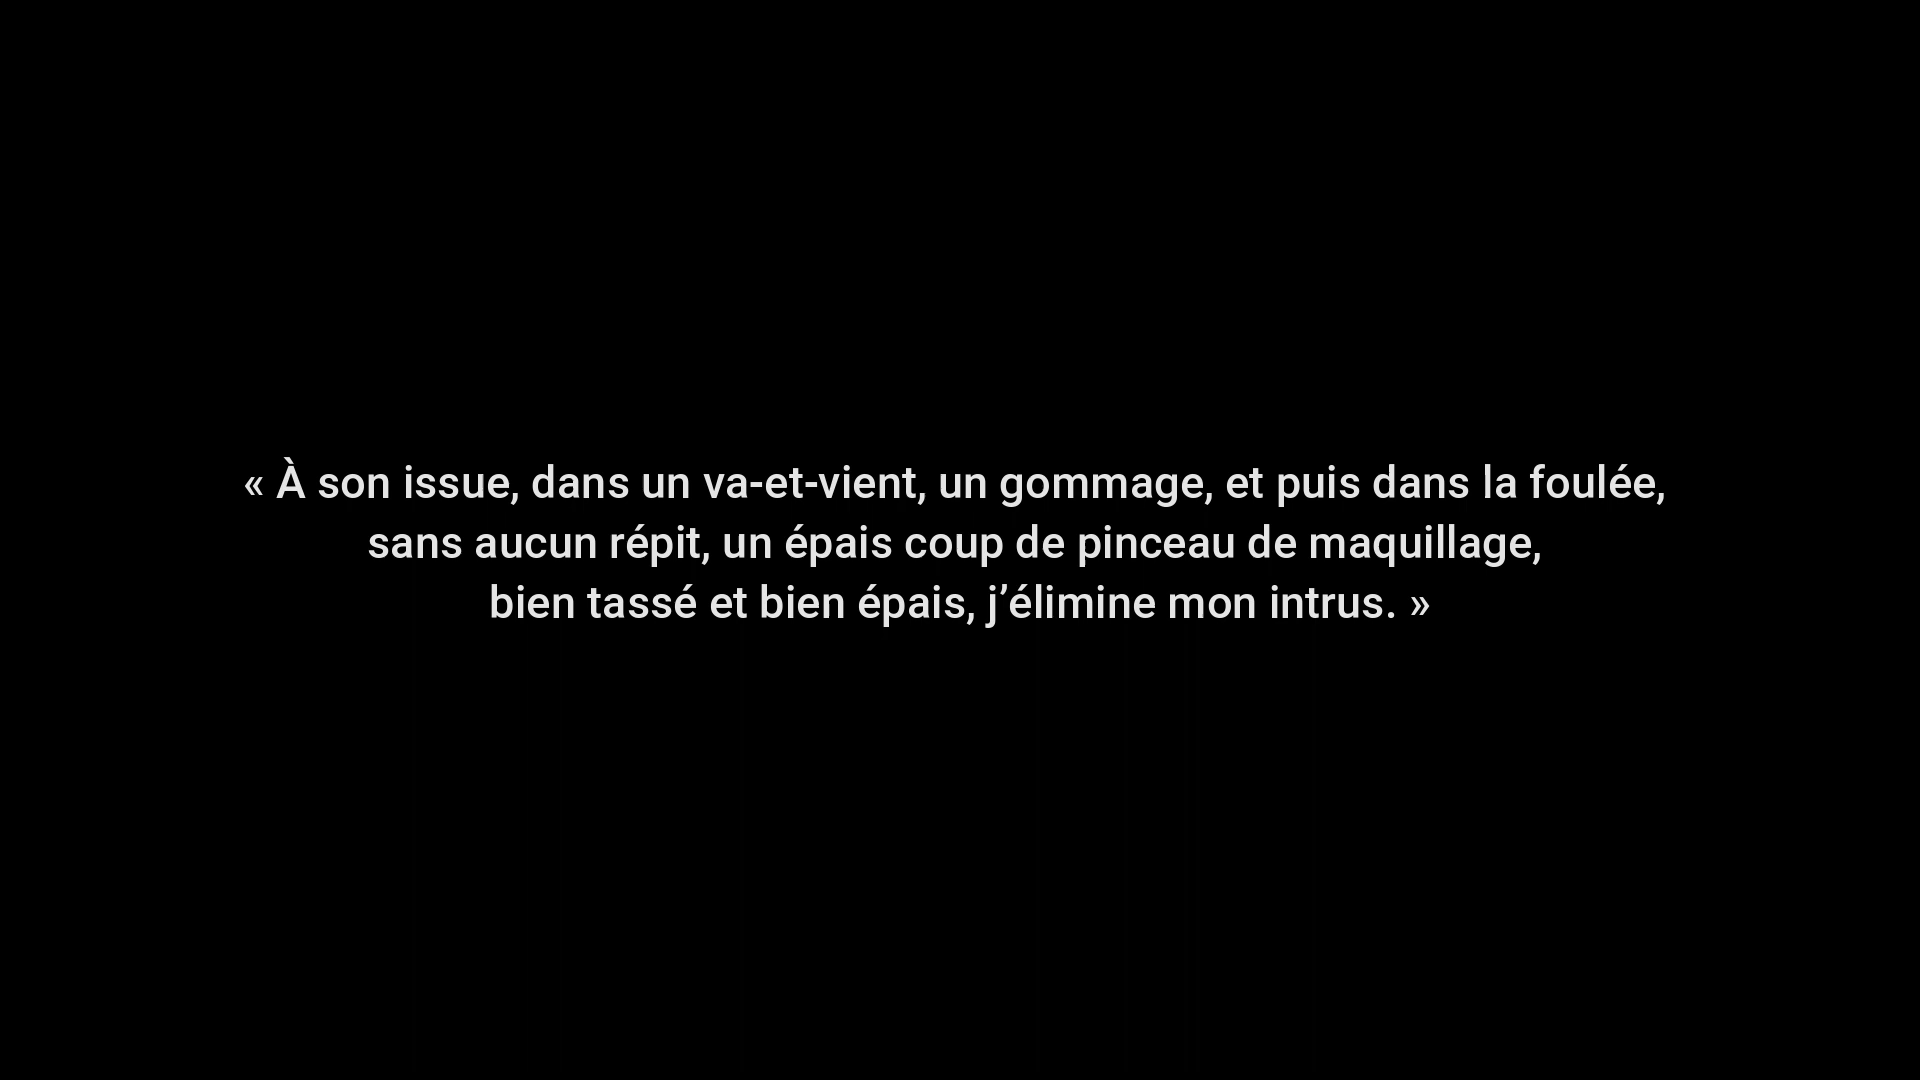 « À son issue, dans un va-et-vient, un gommage, et puis dans la foulée,
sans aucun répit, un épais coup de pinceau de maquillage,
bien tassé et bien épais, j’élimine mon intrus. »